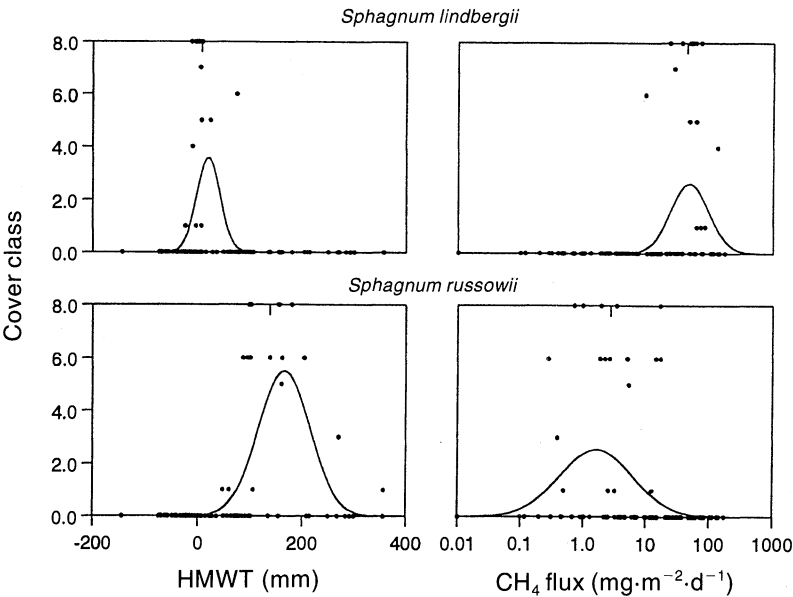 Sphagnum lindbergii
8.0
6.0
4.0
2.0
0.0
Sphagnum russowii
8.0
6.0
4.0
2.0
0.0
Cover class
-200 0 200 400
0.01 0.1 1.0 10 100 1000
HMWT (mm)
CH₄ flux (mg·m⁻²·d⁻¹)